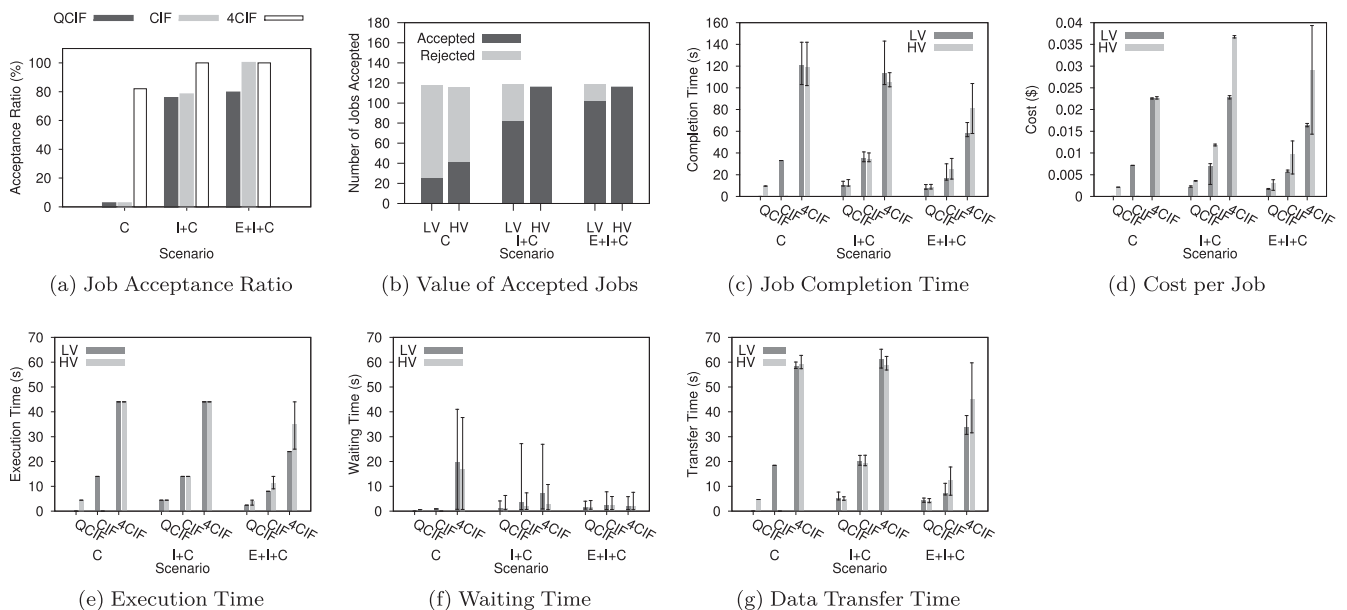 QCIF CIF 4CIF
Acceptance Ratio (%)
100
80
60
40
20
0
C I+C E+I+C
Scenario
(a) Job Acceptance Ratio
Number of Jobs Accepted
180
160
140
120
100
80
60
40
20
0
Accepted
Rejected
LV HV LV HV LV HV
C I+C E+I+C
Scenario
(b) Value of Accepted Jobs
Completion Time (s)
160
140
120
100
80
60
40
20
0
LV
HV
QCIF CIF 4CIF QCIF CIF 4CIF QCIF CIF 4CIF
C I+C E+I+C
Scenario
(c) Job Completion Time
Cost ($)
0.04
0.035
0.03
0.025
0.02
0.015
0.01
0.005
0
LV
HV
QCIF CIF 4CIF QCIF CIF 4CIF QCIF CIF 4CIF
C I+C E+I+C
Scenario
(d) Cost per Job
Execution Time (s)
70
60
50
40
30
20
10
0
LV
HV
QCIF CIF 4CIF QCIF CIF 4CIF QCIF CIF 4CIF
C I+C E+I+C
Scenario
(e) Execution Time
Waiting Time (s)
70
60
50
40
30
20
10
0
LV
HV
QCIF CIF 4CIF QCIF CIF 4CIF QCIF CIF 4CIF
C I+C E+I+C
Scenario
(f) Waiting Time
Transfer Time (s)
70
60
50
40
30
20
10
0
LV
HV
QCIF CIF 4CIF QCIF CIF 4CIF QCIF CIF 4CIF
C I+C E+I+C
Scenario
(g) Data Transfer Time